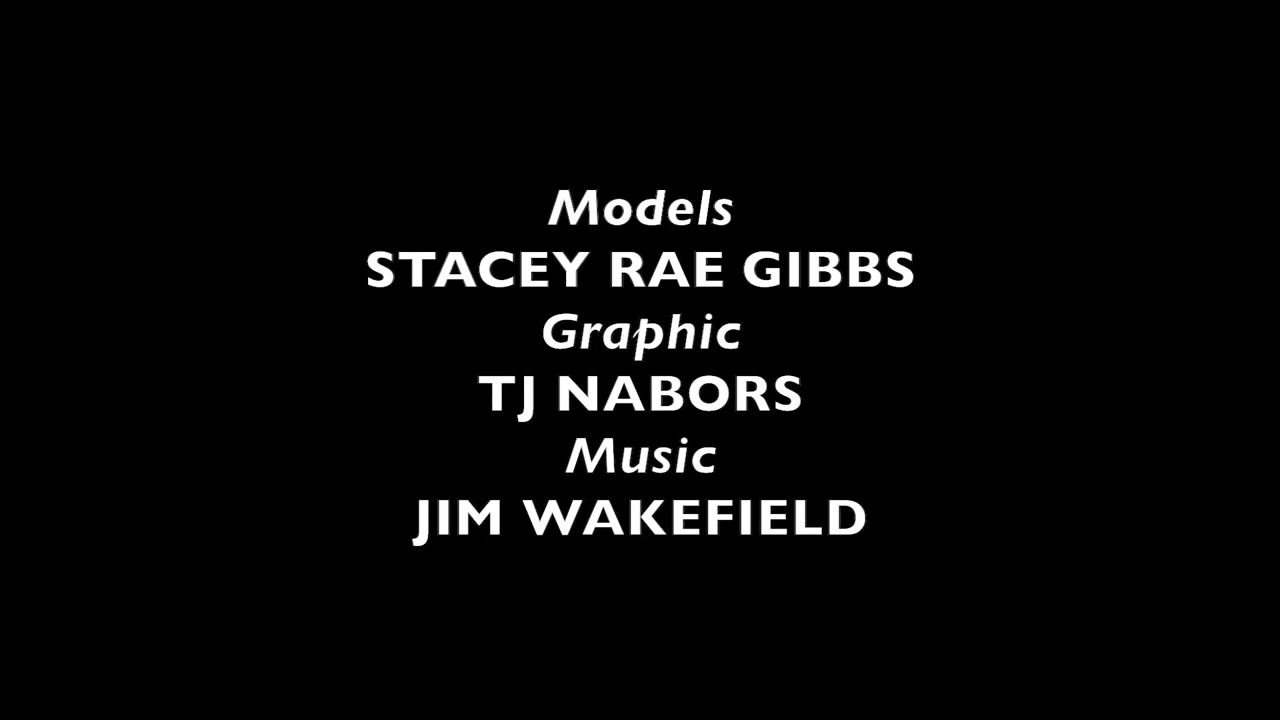 Models
STACEY RAE GIBBS
Graphic
TJ NABORS
Music
JIM WAKEFIELD